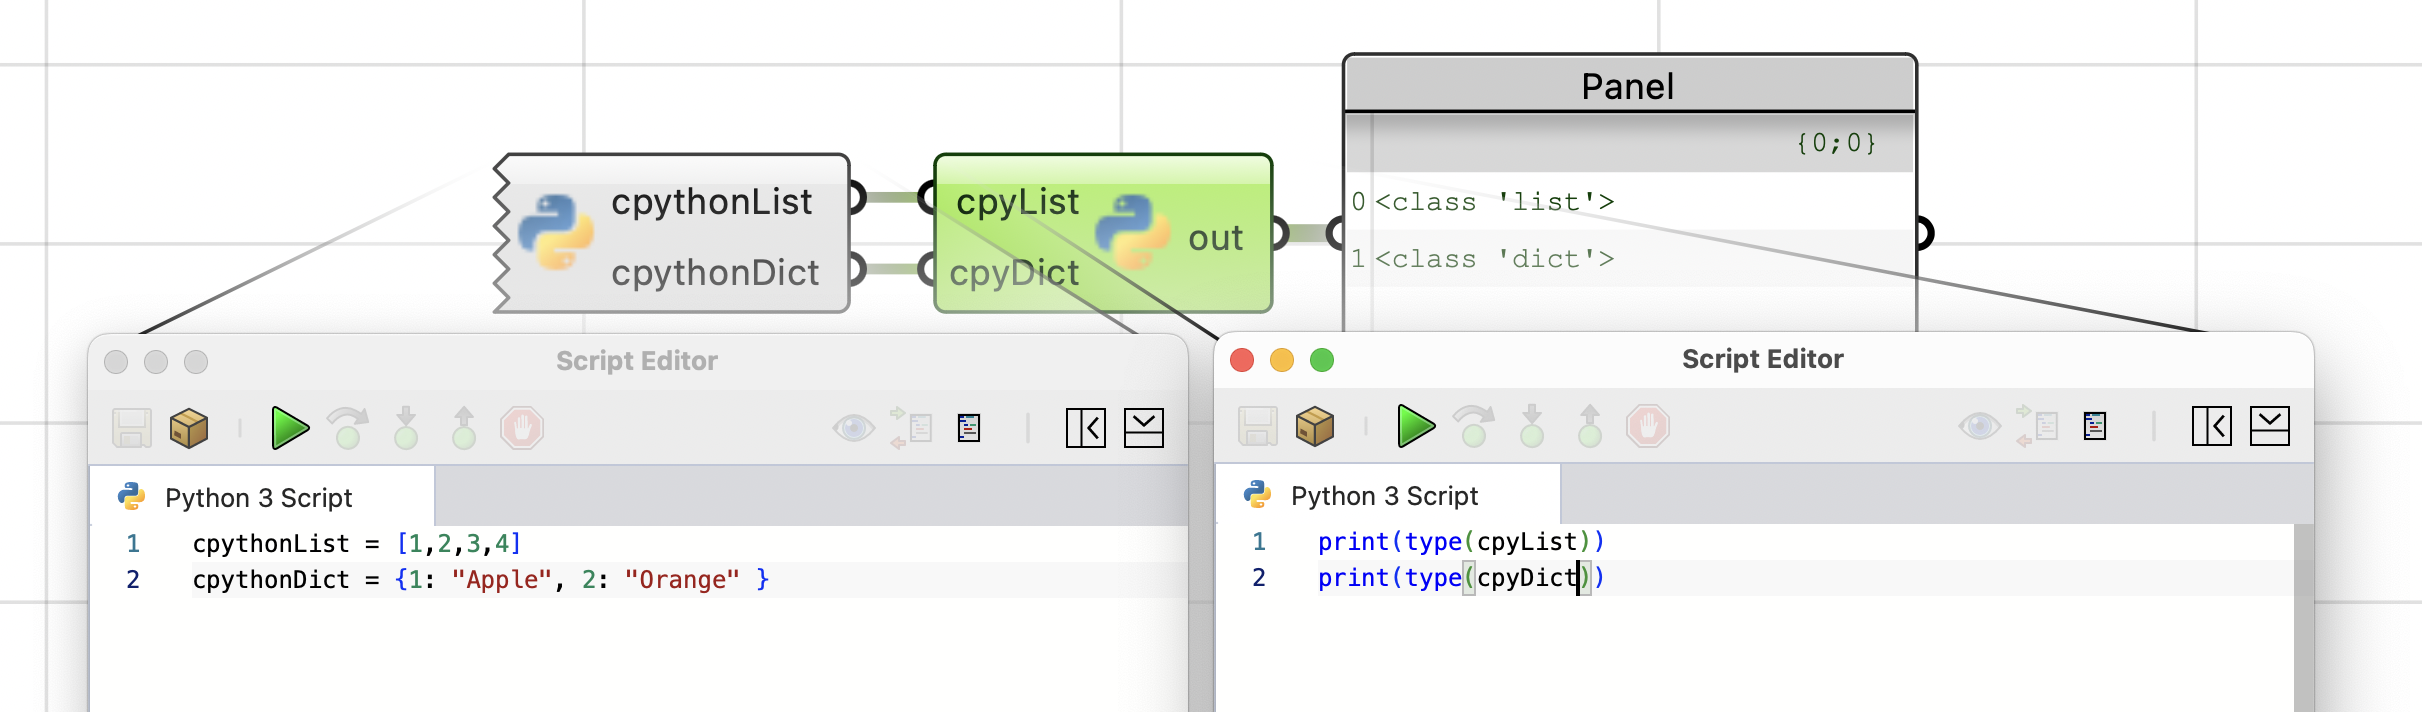 cpythonList
cpythonDict
cpyList
cpyDict
out
Panel
{0;0}
0 <class 'list'>
1 <class 'dict'>
Script Editor
Python 3 Script
1 cpythonList = [1,2,3,4]
2 cpythonDict = {1: "Apple", 2: "Orange" }
Script Editor
Python 3 Script
1 print(type(cpyList))
2 print(type(cpyDict))